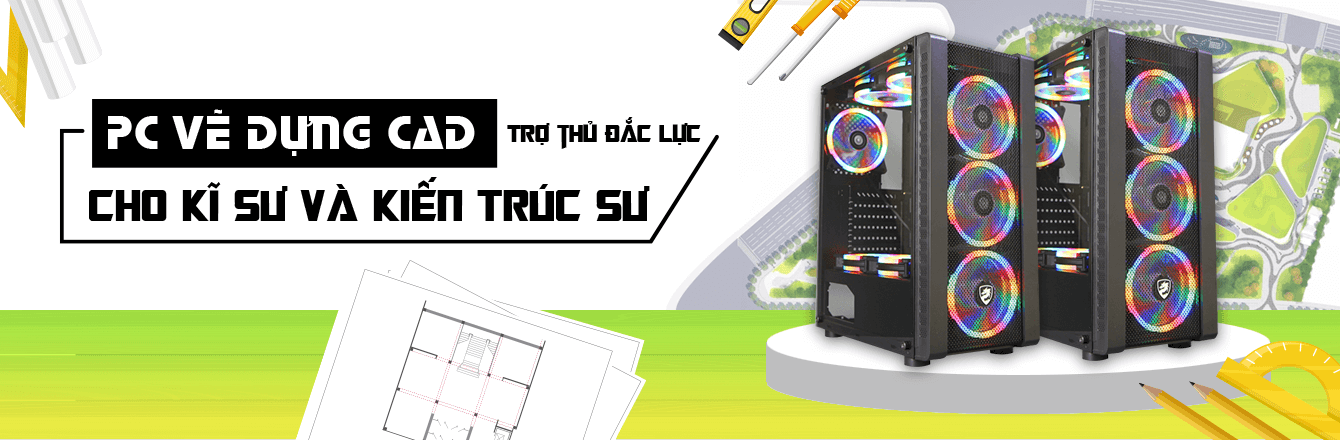 PC VẼ DỰNG CAD TRỢ THỦ ĐẮC LỰC
CHO KĨ SƯ VÀ KIẾN TRÚC SƯ